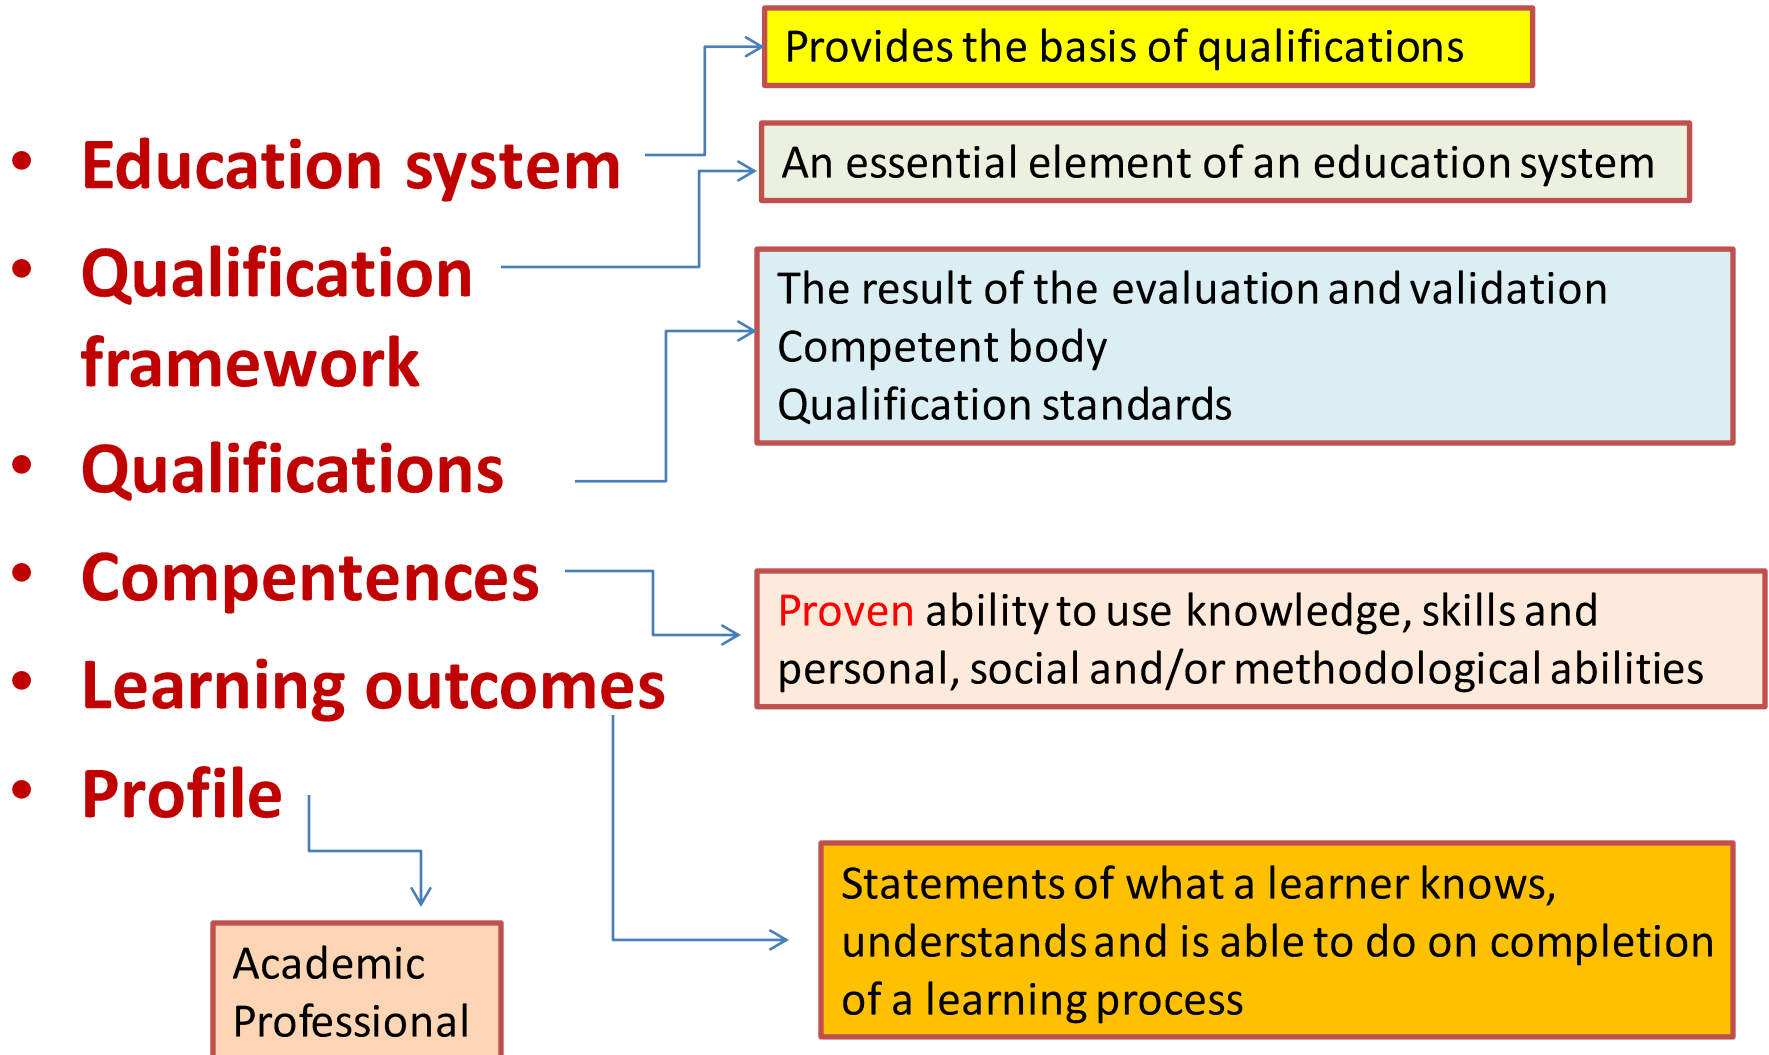 Provides the basis of qualifications
• Education system
An essential element of an education system
• Qualification
framework
The result of the evaluation and validation
Competent body
Qualification standards
• Qualifications
• Compentences
Proven ability to use knowledge, skills and
personal, social and/or methodological abilities
• Learning outcomes
• Profile
Statements of what a learner knows,
understands and is able to do on completion
of a learning process
Academic
Professional